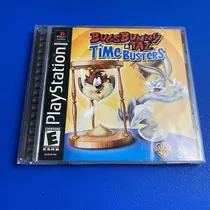 PlayStation
BUGS BUNNY
& TAZ
TIME BUSTERS
EVERYONE
E